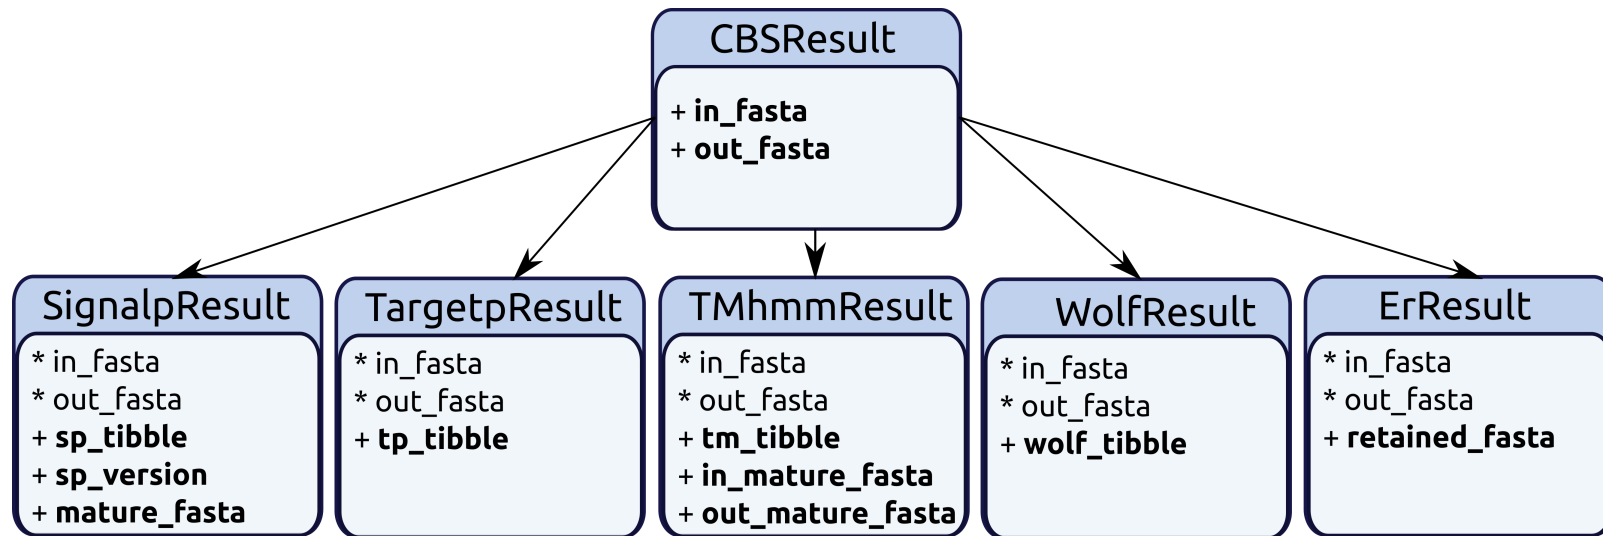 CBSResult
+ in_fasta
+ out_fasta
SignalpResult
* in_fasta
* out_fasta
+ sp_tibble
+ sp_version
+ mature_fasta
TargetpResult
* in_fasta
* out_fasta
+ tp_tibble
TMhmmResult
* in_fasta
* out_fasta
+ tm_tibble
+ in_mature_fasta
+ out_mature_fasta
WolfResult
* in_fasta
* out_fasta
+ wolf_tibble
ErResult
* in_fasta
* out_fasta
+ retained_fasta